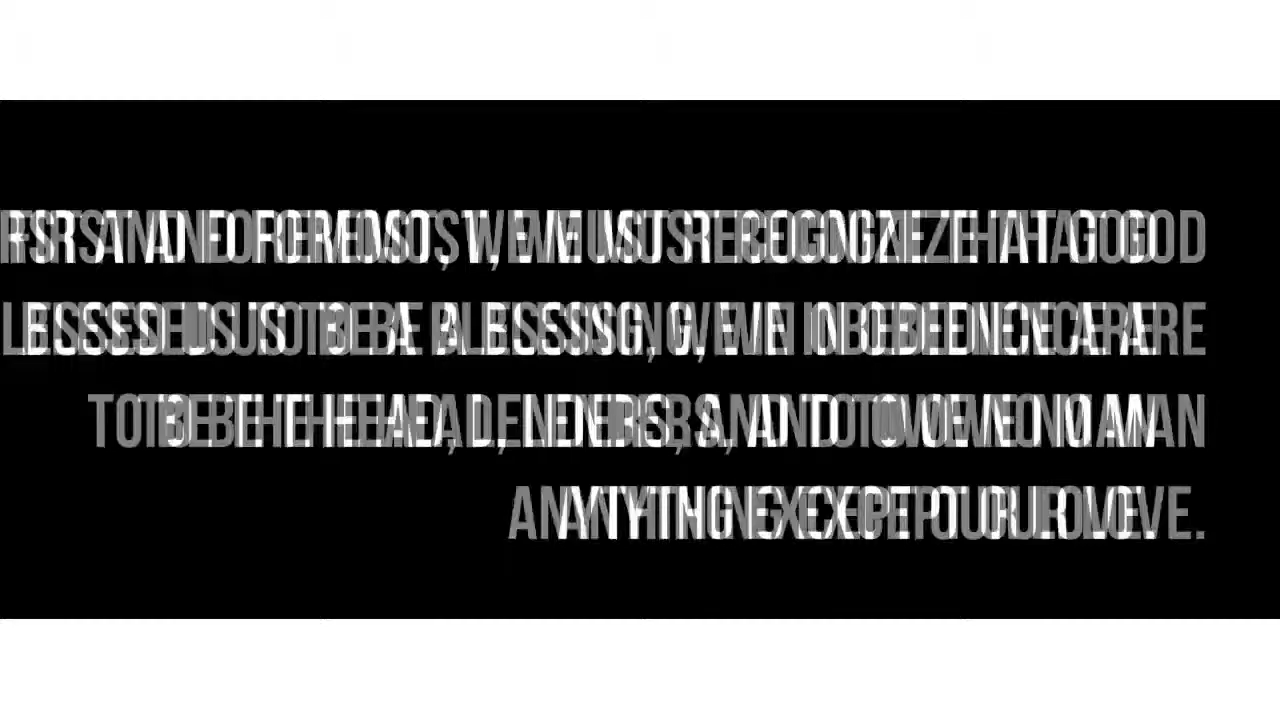 FIRST AND FOREMOST, WE MUST RECOGNIZE THAT GOD
BLESSED US TO BE A BLESSING, WE IN OBEDIENCE ARE
TO BE THE HEAD, LENDERS, AND TO OWE NO MAN
ANYTHING EXCEPT OUR LOVE.